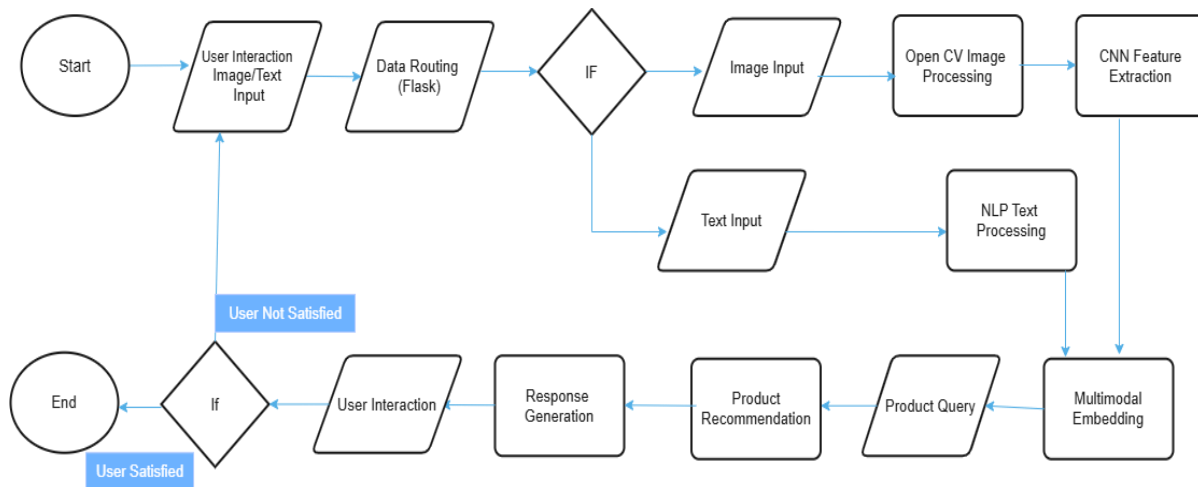 Start
User Interaction
Image/Text
Input
Data Routing
(Flask)
IF
Image Input
Open CV Image
Processing
CNN Feature
Extraction
Text Input
NLP Text
Processing
User Not Satisfied
End
If
User Interaction
Response
Generation
Product
Recommendation
Product Query
Multimodal
Embedding
User Satisfied